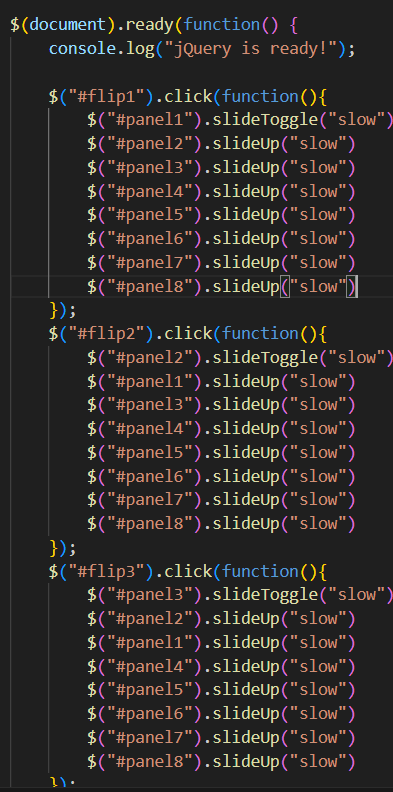 $(document).ready(function() {
console.log("jQuery is ready!");
$("#flip1").click(function(){
$("#panel1").slideToggle("slow")
$("#panel2").slideUp("slow")
$("#panel3").slideUp("slow")
$("#panel4").slideUp("slow")
$("#panel5").slideUp("slow")
$("#panel6").slideUp("slow")
$("#panel7").slideUp("slow")
$("#panel8").slideUp("slow")
});
$("#flip2").click(function(){
$("#panel2").slideToggle("slow")
$("#panel1").slideUp("slow")
$("#panel3").slideUp("slow")
$("#panel4").slideUp("slow")
$("#panel5").slideUp("slow")
$("#panel6").slideUp("slow")
$("#panel7").slideUp("slow")
$("#panel8").slideUp("slow")
});
$("#flip3").click(function(){
$("#panel3").slideToggle("slow")
$("#panel2").slideUp("slow")
$("#panel1").slideUp("slow")
$("#panel4").slideUp("slow")
$("#panel5").slideUp("slow")
$("#panel6").slideUp("slow")
$("#panel7").slideUp("slow")
$("#panel8").slideUp("slow")
});